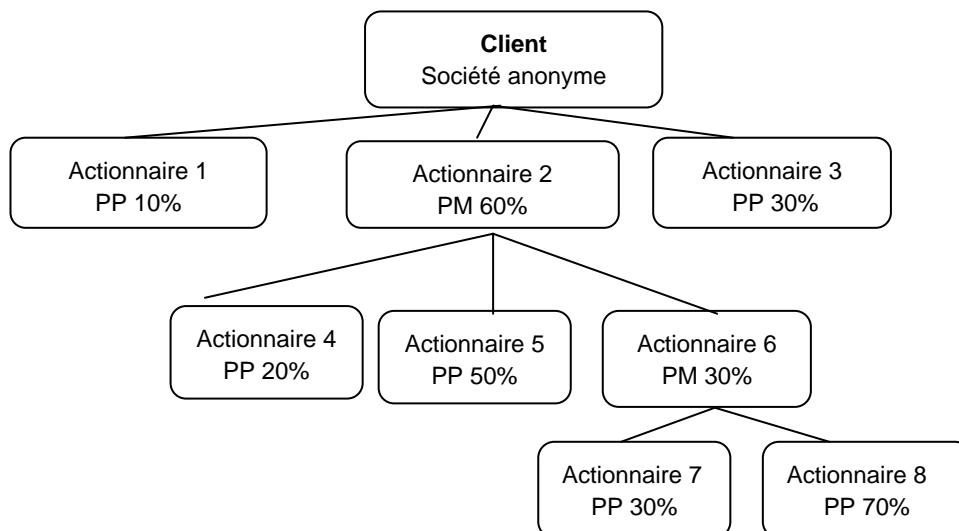 Client
Société anonyme
Actionnaire 1
PP 10%
Actionnaire 2
PM 60%
Actionnaire 3
PP 30%
Actionnaire 4
PP 20%
Actionnaire 5
PP 50%
Actionnaire 6
PM 30%
Actionnaire 7
PP 30%
Actionnaire 8
PP 70%